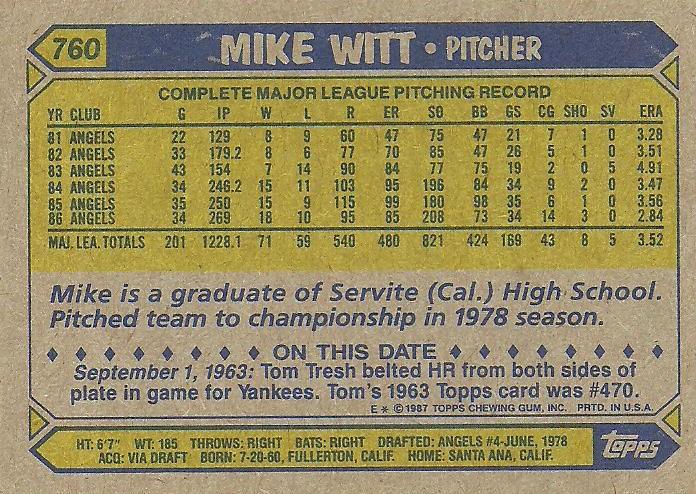 760 MIKE WITT • PITCHER
COMPLETE MAJOR LEAGUE PITCHING RECORD
YR CLUB G IP W L R ER SO BB GS CG SHO SV ERA
81 ANGELS 22 129 8 9 60 47 75 47 21 7 1 0 3.28
82 ANGELS 33 179.2 8 6 77 70 85 47 26 5 1 0 3.51
83 ANGELS 43 154 7 14 90 84 77 75 19 2 0 5 4.91
84 ANGELS 34 246.2 15 11 103 95 196 84 34 9 2 0 3.47
85 ANGELS 35 250 15 9 115 99 180 98 35 6 1 0 3.56
86 ANGELS 34 269 18 10 95 85 208 73 34 14 3 0 2.84
MAJ. LEA. TOTALS 201 1228.1 71 59 540 480 821 424 169 43 8 5 3.52
Mike is a graduate of Servite (Cal.) High School.
Pitched team to championship in 1978 season.
ON THIS DATE
September 1, 1963: Tom Tresh belted HR from both sides of
plate in game for Yankees. Tom's 1963 Topps card was #470.
E * © 1987 TOPPS CHEWING GUM, INC. PRTD. IN U.S.A.
HT: 6'7" WT: 185 THROWS: RIGHT BATS: RIGHT DRAFTED: ANGELS #4-JUNE, 1978
ACQ: VIA DRAFT BORN: 7-20-60, FULLERTON, CALIF. HOME: SANTA ANA, CALIF.
topps